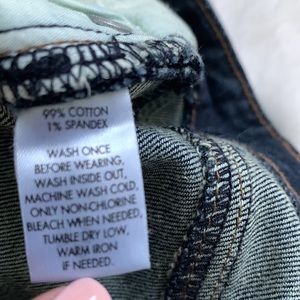 99% COTTON
1% SPANDEX
WASH ONCE
BEFORE WEARING,
WASH INSIDE OUT,
MACHINE WASH COLD,
ONLY NON-CHLORINE
BLEACH WHEN NEEDED,
TUMBLE DRY LOW,
WARM IRON
IF NEEDED.